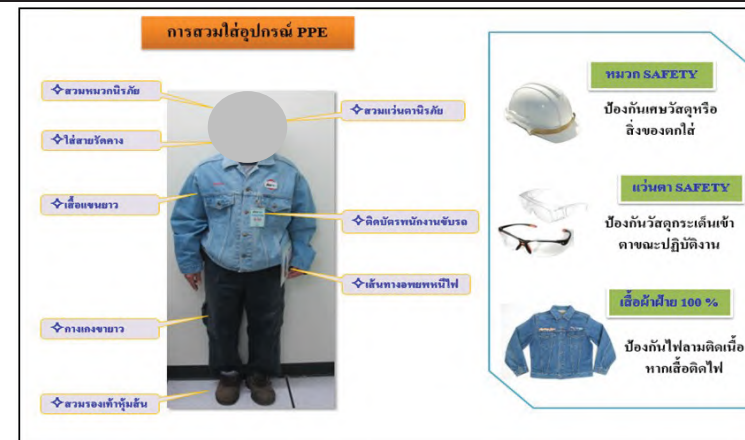 การสวมใส่อุปกรณ์ PPE
สวมหมวกนิรภัย
ใส่สายรัดคาง
เสื้อแขนยาว
กางเกงขายาว
สวมรองเท้าหุ้มส้น
สวมแว่นตานิรภัย
ติดบัตรพนักงานขับรถ
เส้นทางอพยพหนีไฟ
หมวก SAFETY
ป้องกันเศษวัสดุหรือ
สิ่งของตกใส่
แว่นตา SAFETY
ป้องกันวัสดุกระเด็นเข้า
ตาขณะปฏิบัติงาน
เสื้อผ้าฝ้าย 100 %
ป้องกันไฟลามติดเนื้อ
หากเสื้อติดไฟ